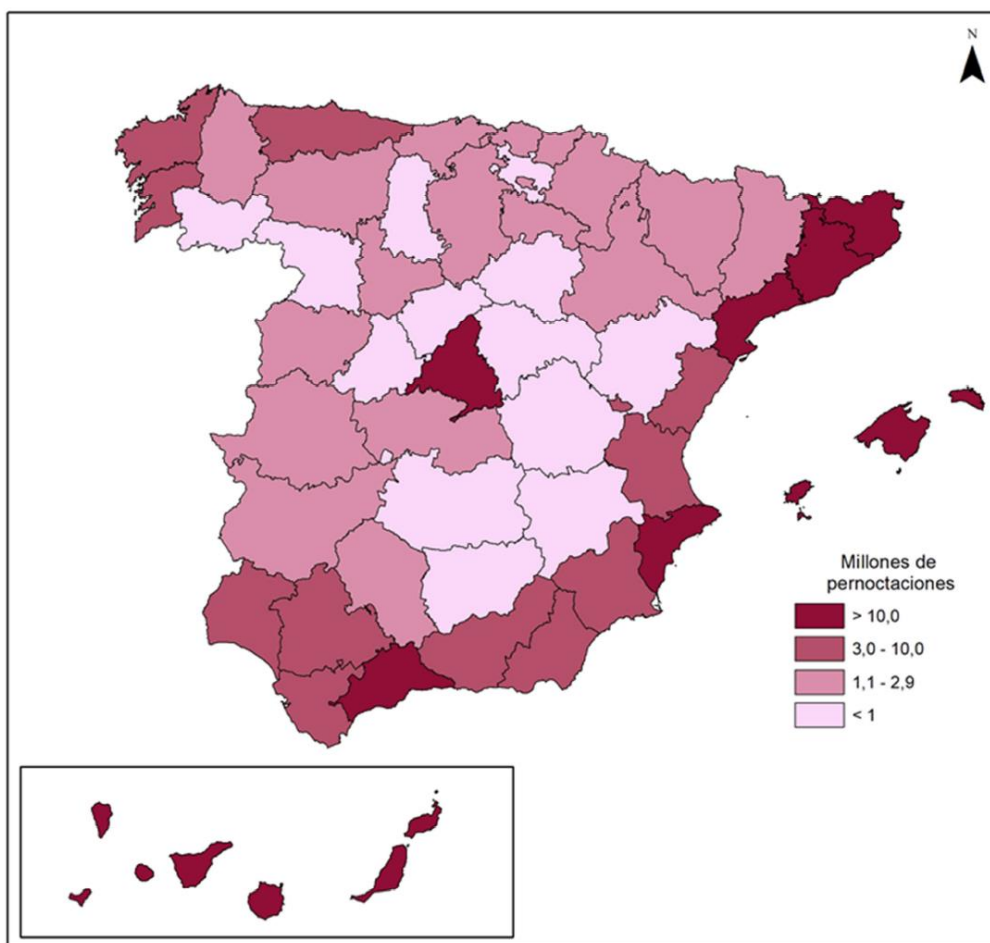 N
Millones de
pernoctaciones
> 10,0
3,0 - 10,0
1,1 - 2,9
< 1